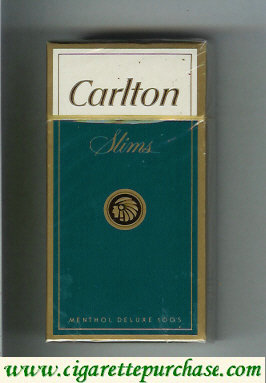 Carlton
Slims
MENTHOL DELUXE 100'S
www.cigarettepurchase.com